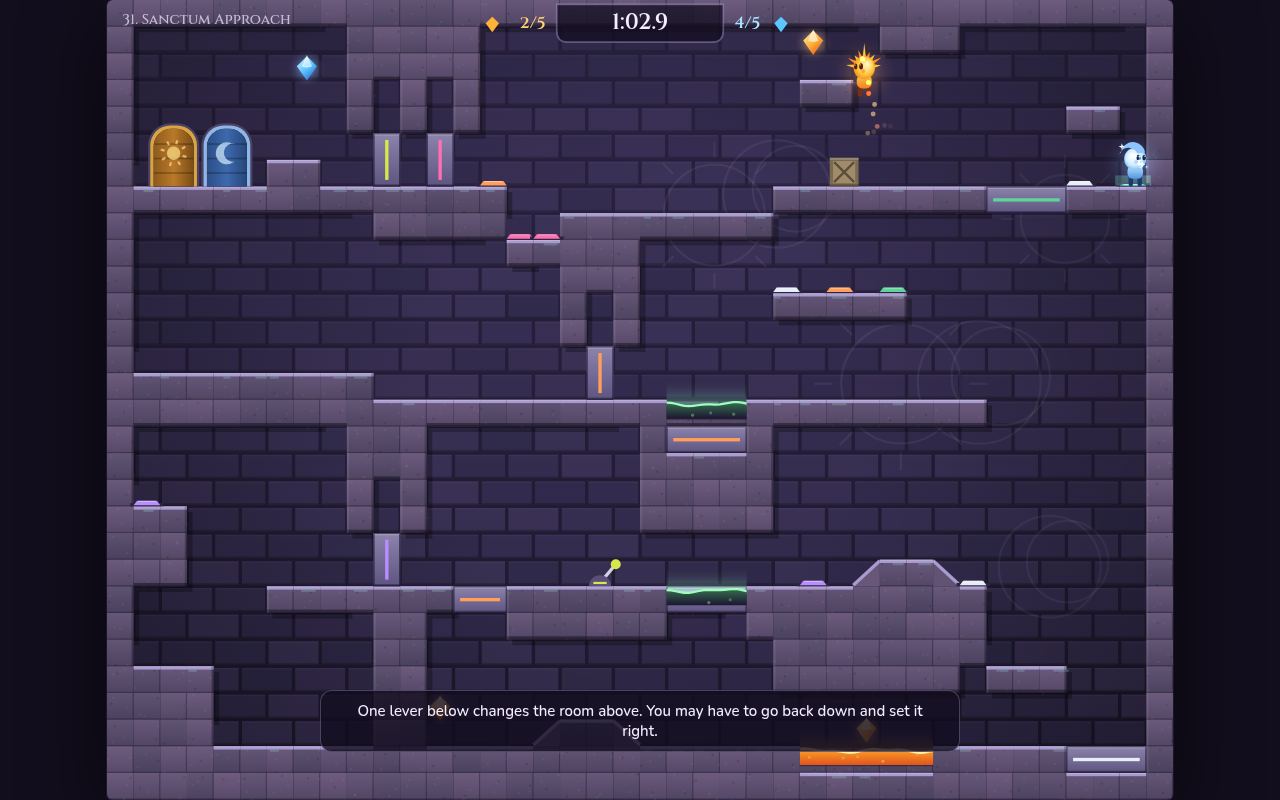 31. Sanctum Approach
2/5
1:02.9
4/5
One lever below changes the room above. You may have to go back down and set it
right.